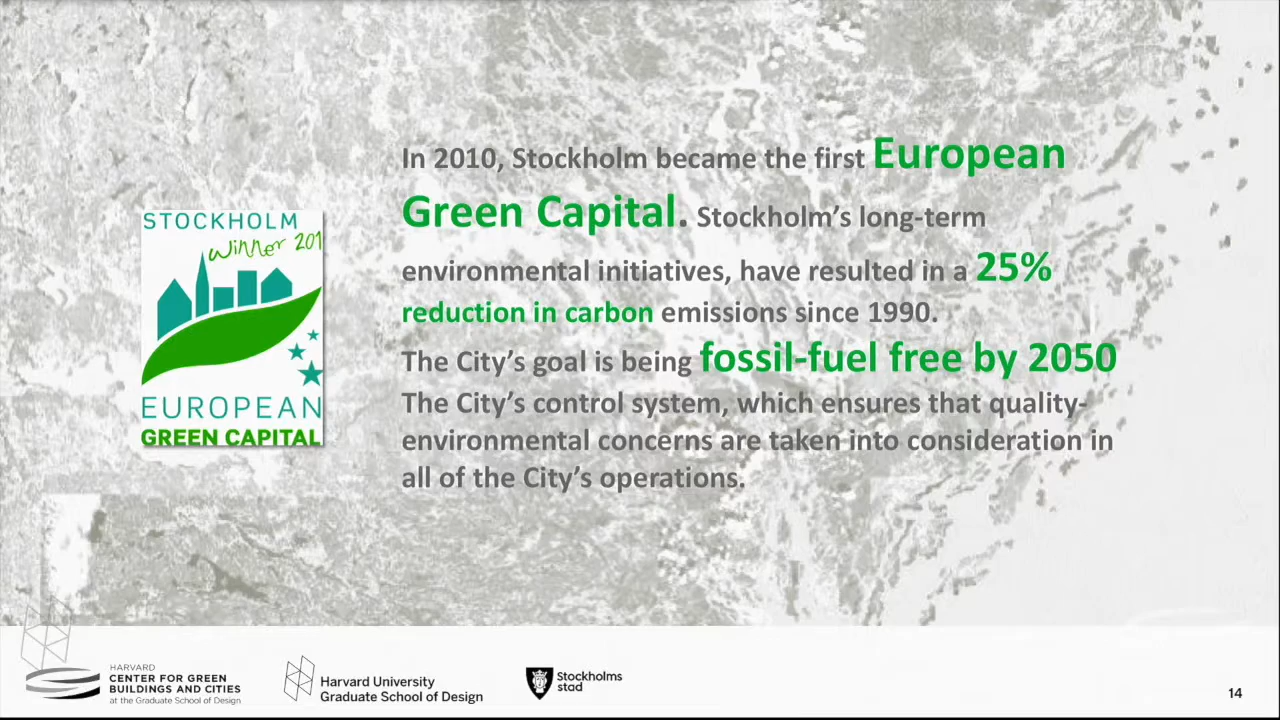 STOCKHOLM
Winner 201
EUROPEAN
GREEN CAPITAL
In 2010, Stockholm became the first European
Green Capital. Stockholm’s long-term
environmental initiatives, have resulted in a 25%
reduction in carbon emissions since 1990.
The City’s goal is being fossil-fuel free by 2050
The City’s control system, which ensures that quality-
environmental concerns are taken into consideration in
all of the City’s operations.
HARVARD
CENTER FOR GREEN
BUILDINGS AND CITIES
at the Graduate School of Design
Harvard University
Graduate School of Design
Stockholms
stad
14